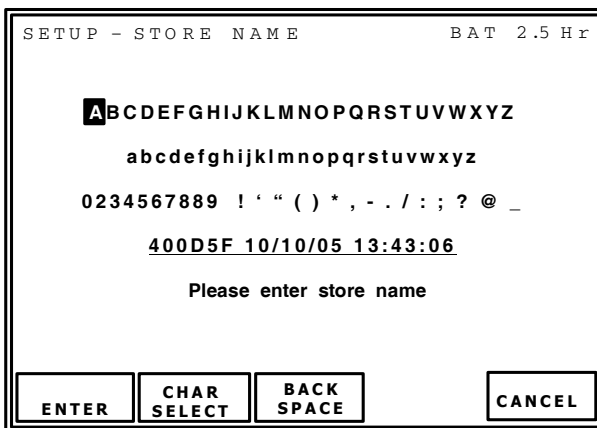 SETUP - STORE NAME BAT 2.5 Hr
ABCDEFGHIJKLMNOPQRSTUVWXYZ
abcdefghijklmnopqrstuvwxyz
0234567889 ! ‘ “ ( ) * , - . / : ; ? @ _
400D5F 10/10/05 13:43:06
Please enter store name
ENTER
CHAR SELECT
BACK SPACE
CANCEL